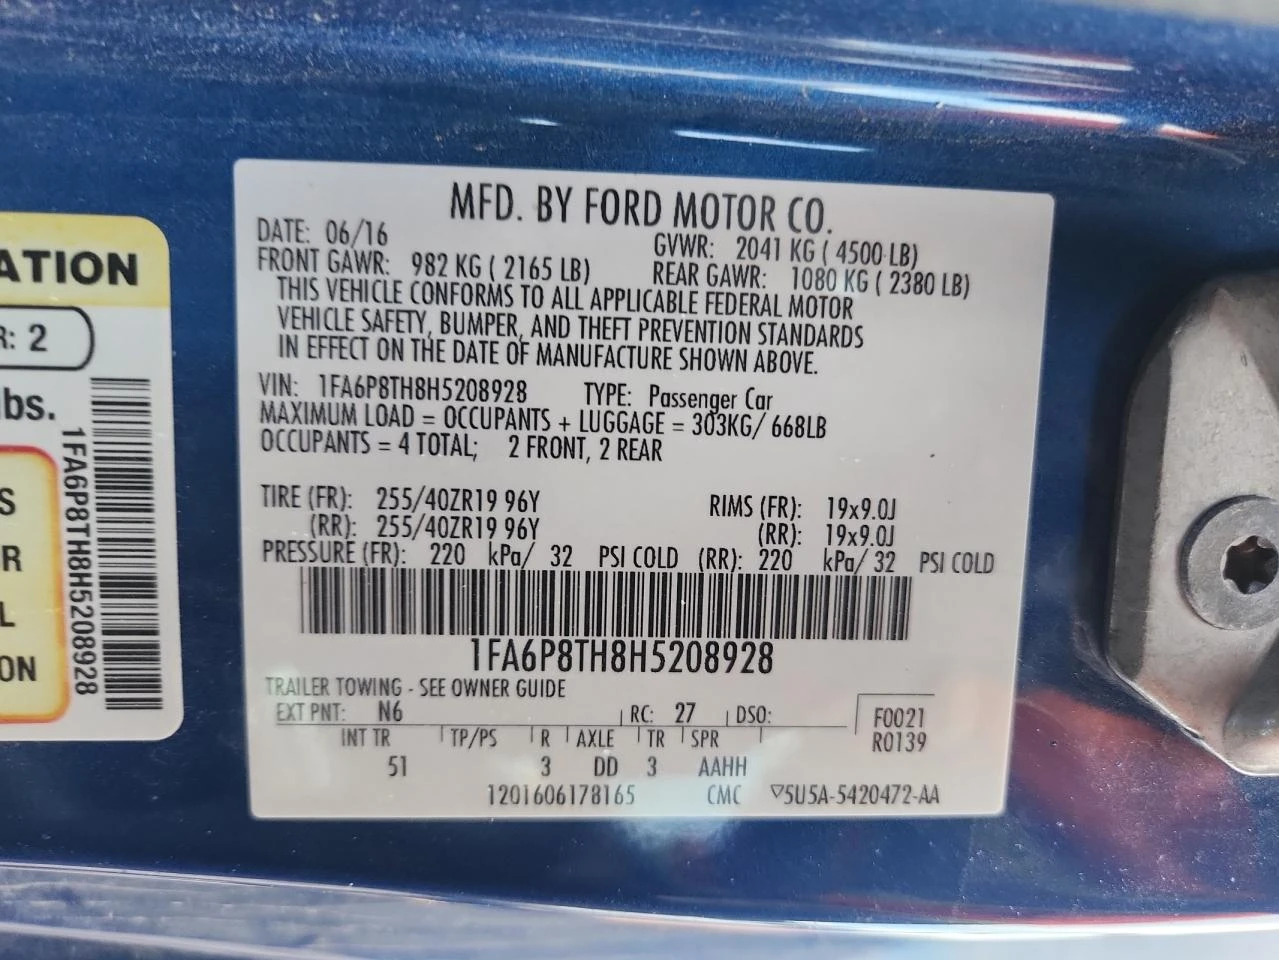 MFD. BY FORD MOTOR CO.
DATE: 06/16 GVWR: 2041 KG ( 4500 LB)
FRONT GAWR: 982 KG ( 2165 LB) REAR GAWR: 1080 KG ( 2380 LB)
THIS VEHICLE CONFORMS TO ALL APPLICABLE FEDERAL MOTOR
VEHICLE SAFETY, BUMPER, AND THEFT PREVENTION STANDARDS
IN EFFECT ON THE DATE OF MANUFACTURE SHOWN ABOVE.
VIN: 1FA6P8TH8H5208928 TYPE: Passenger Car
MAXIMUM LOAD = OCCUPANTS + LUGGAGE = 303KG/ 668LB
OCCUPANTS = 4 TOTAL; 2 FRONT, 2 REAR
TIRE (FR): 255/40ZR19 96Y RIMS (FR): 19x9.0J
(RR): 255/40ZR19 96Y (RR): 19x9.0J
PRESSURE (FR): 220 kPa/ 32 PSI COLD (RR): 220 kPa/ 32 PSI COLD
1FA6P8TH8H5208928
TRAILER TOWING - SEE OWNER GUIDE
EXT PNT: N6 RC: 27 DSO: F0021
INT TR TP/PS R AXLE TR SPR R0139
51 3 DD 3 AAHH
1201606178165 CMC ▽5U5A-5420472-AA
ATION
R: 2
lbs.
1FA6P8TH8H5208928
S
R
L
ON